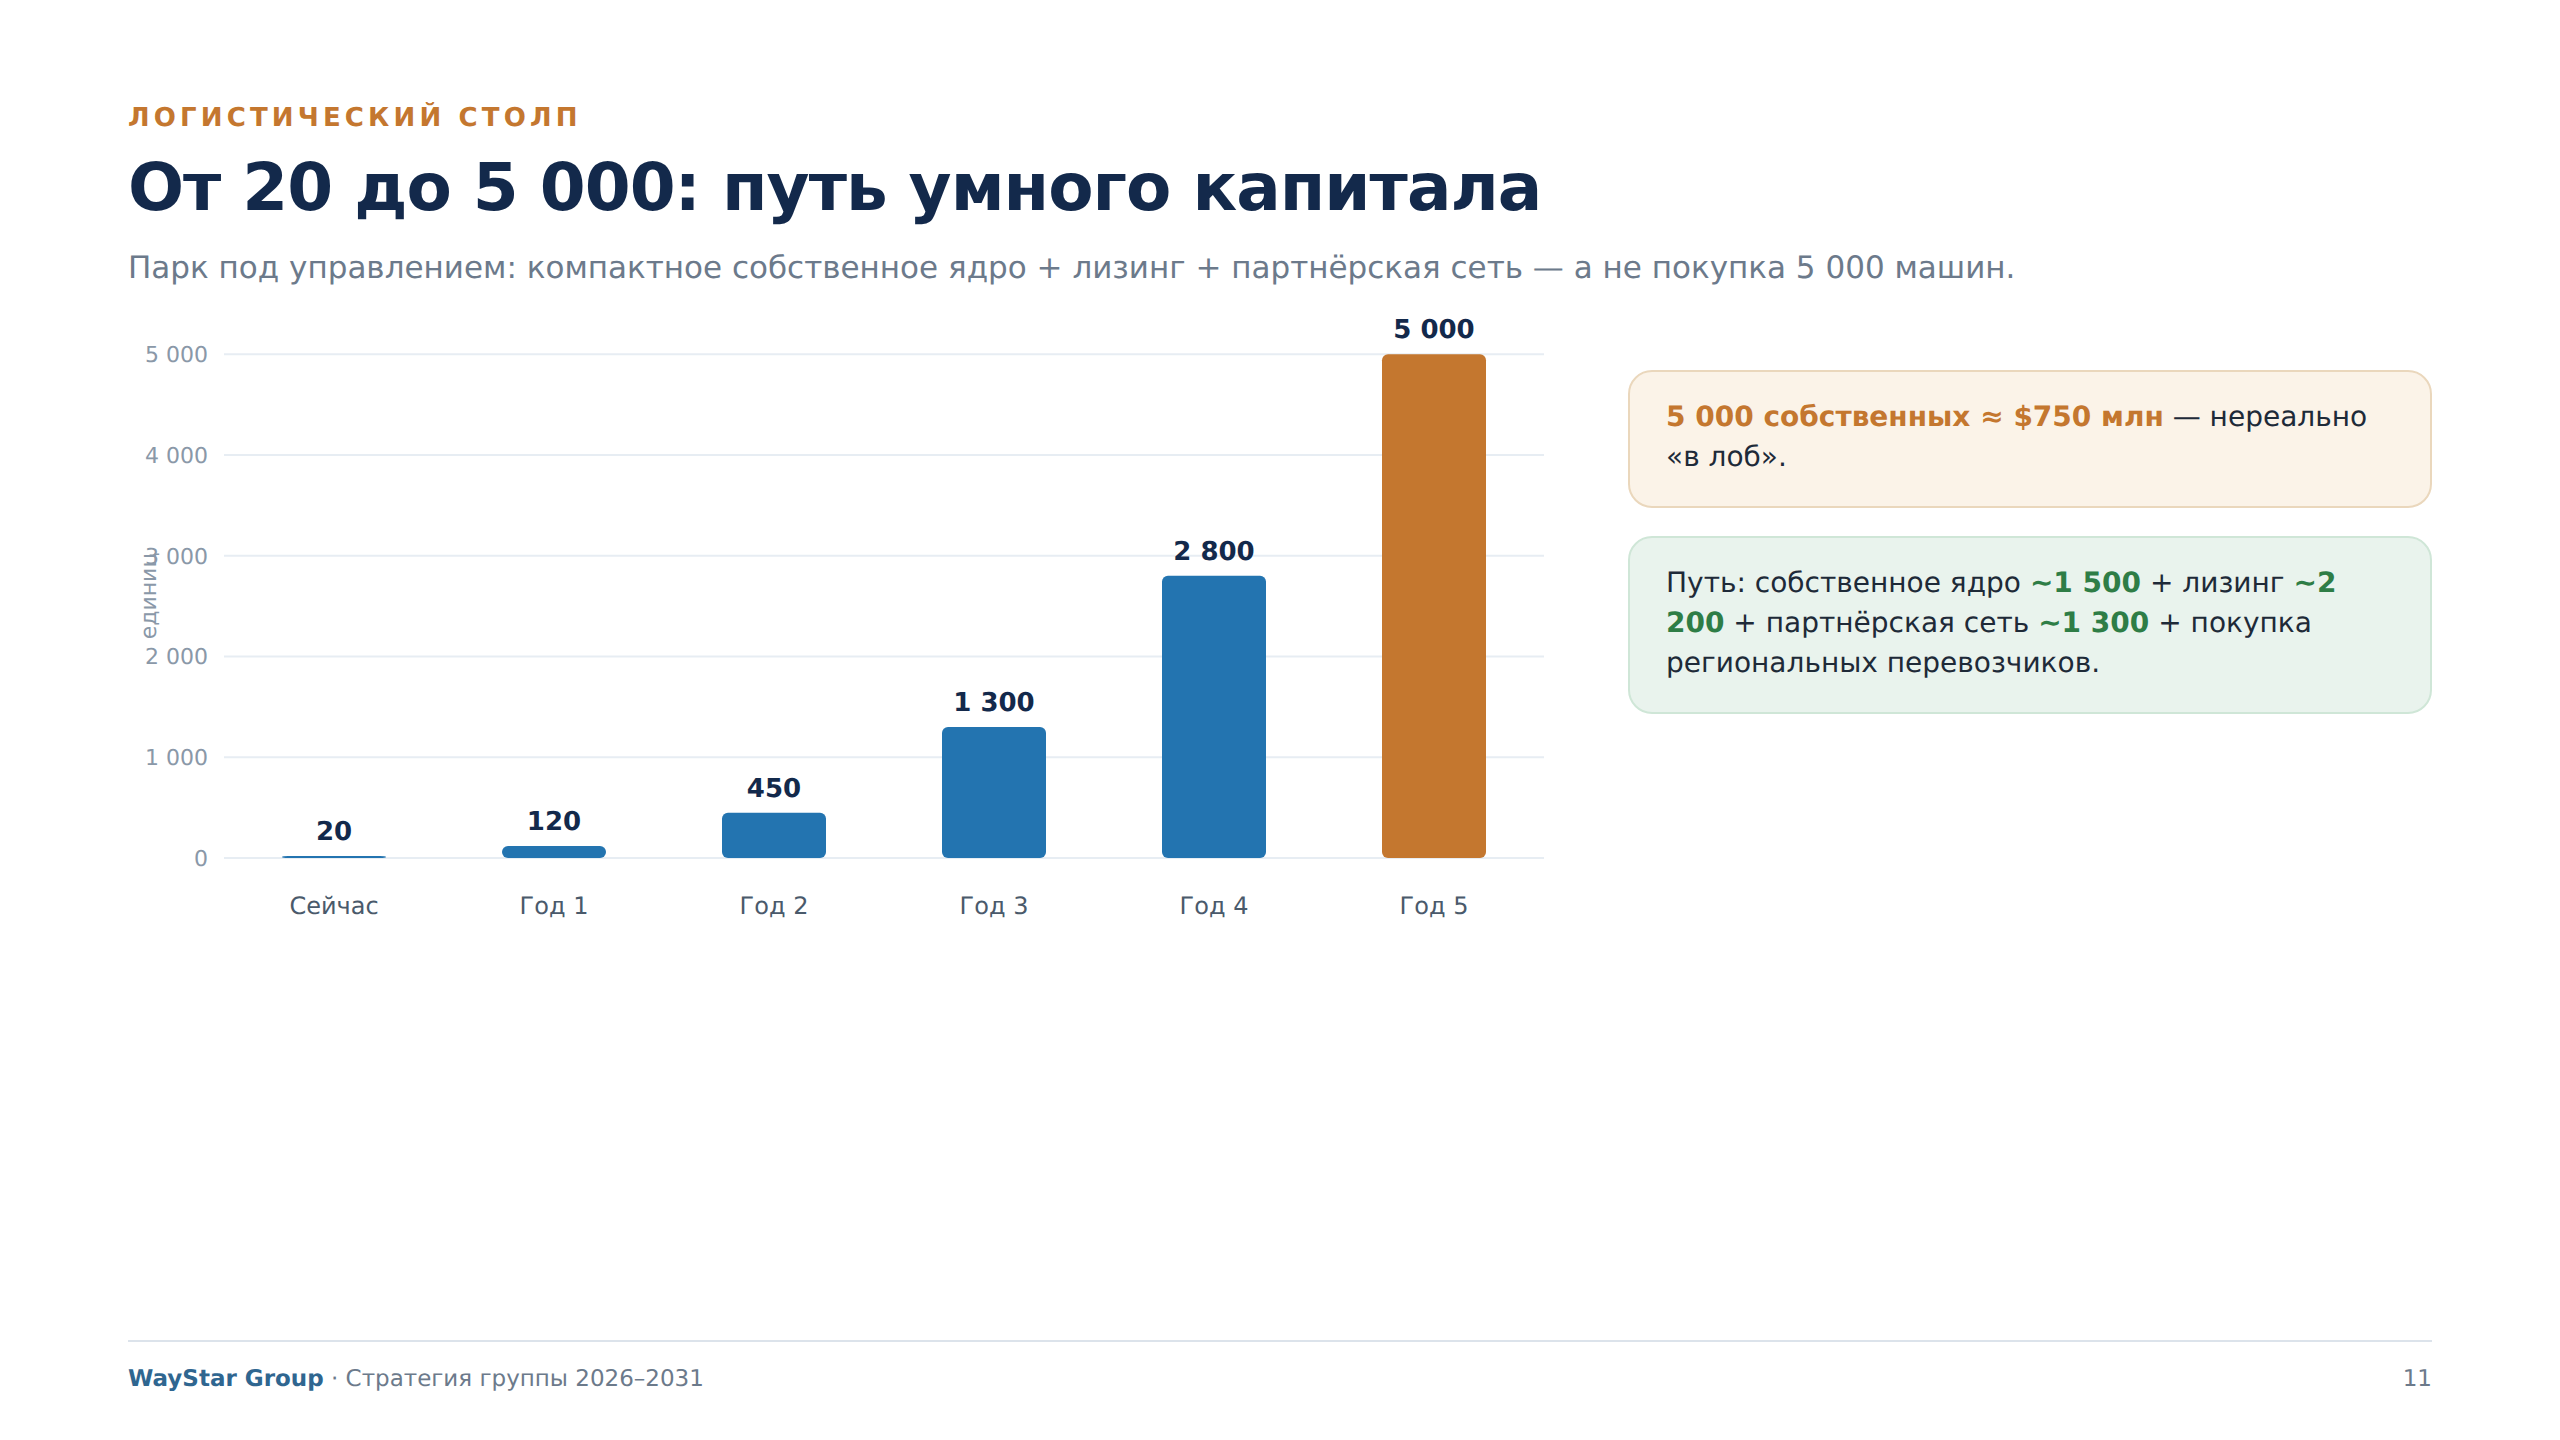 ЛОГИСТИЧЕСКИЙ СТОЛП
От 20 до 5 000: путь умного капитала
Парк под управлением: компактное собственное ядро + лизинг + партнёрская сеть — а не покупка 5 000 машин.
единиц
5 000
4 000
3 000
2 000
1 000
0
20
120
450
1 300
2 800
5 000
Сейчас
Год 1
Год 2
Год 3
Год 4
Год 5
5 000 собственных ≈ $750 млн — нереально
«в лоб».
Путь: собственное ядро ~1 500 + лизинг ~2
200 + партнёрская сеть ~1 300 + покупка
региональных перевозчиков.
WayStar Group · Стратегия группы 2026–2031
11